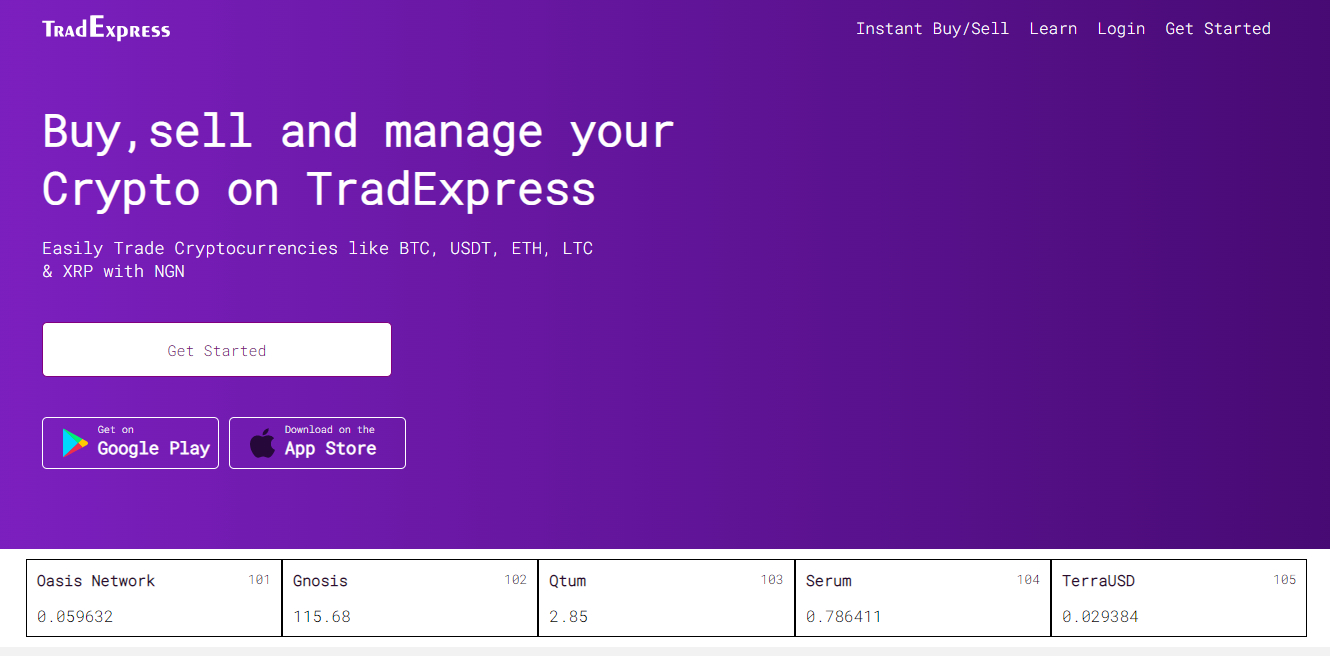 TradExpress
Instant Buy/Sell Learn Login Get Started
Buy,sell and manage your
Crypto on TradExpress
Easily Trade Cryptocurrencies like BTC, USDT, ETH, LTC
& XRP with NGN
Get Started
Get on
Google Play
Download on the
App Store
Oasis Network 101
0.059632
Gnosis 102
115.68
Qtum 103
2.85
Serum 104
0.786411
TerraUSD 105
0.029384